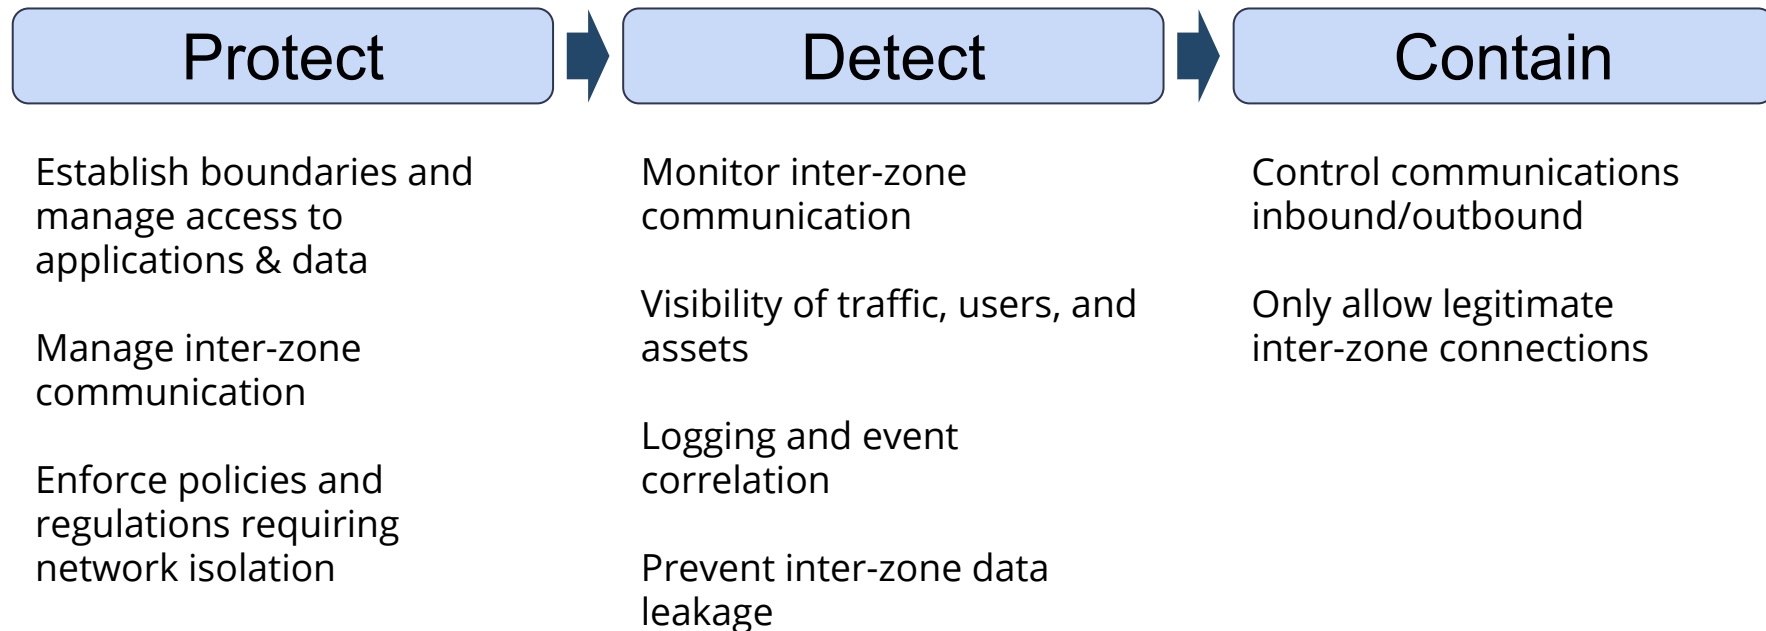 Protect
Detect
Contain
Establish boundaries and
manage access to
applications & data
Manage inter-zone
communication
Enforce policies and
regulations requiring
network isolation
Monitor inter-zone
communication
Visibility of traffic, users, and
assets
Logging and event
correlation
Prevent inter-zone data
leakage
Control communications
inbound/outbound
Only allow legitimate
inter-zone connections